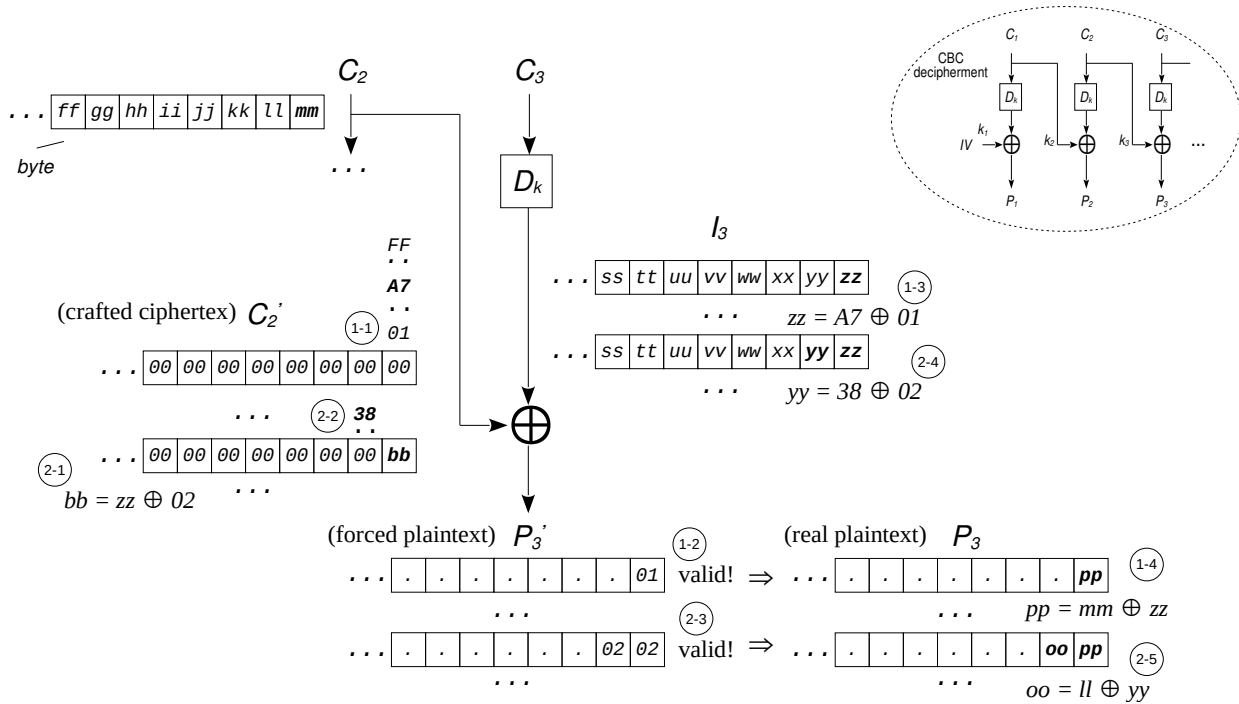 C2 C3
... ff gg hh ii jj kk ll mm
byte
...
Dk
CBC
decipherment
C1 C2 C3
Dk Dk Dk
IV k1 ⊕ k2 ⊕ k3 ⊕ ...
P1 P2 P3
I3
... ss tt uu vv ww xx yy zz
1-3
... zz = A7 ⊕ 01
... ss tt uu vv ww xx yy zz
2-4
... yy = 38 ⊕ 02
FF
..
A7
..
01
(crafted ciphertex) C2'
1-1
... 00 00 00 00 00 00 00 00
...
2-2
38
..
... 00 00 00 00 00 00 00 bb
2-1
bb = zz ⊕ 02
...
⊕
(forced plaintext) P3'
... . . . . . . . 01
1-2
valid! ⇒
...
... . . . . . . 02 02
2-3
valid! ⇒
...
(real plaintext) P3
... . . . . . . . pp
1-4
... pp = mm ⊕ zz
... . . . . . . oo pp
2-5
... oo = ll ⊕ yy